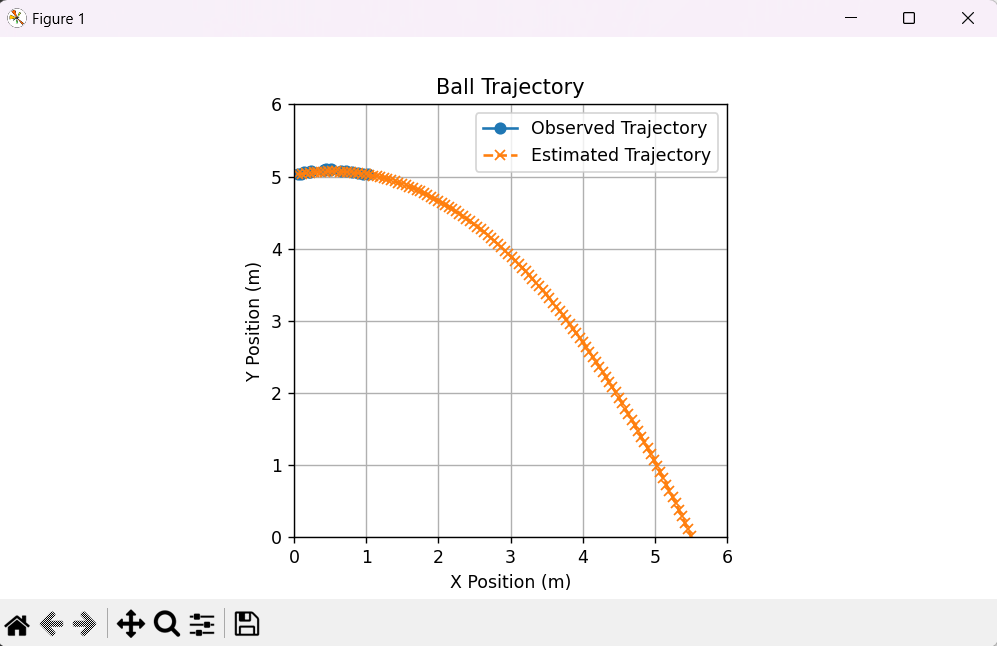 Figure 1
Ball Trajectory
Observed Trajectory
Estimated Trajectory
6
5
4
3
2
1
0
Y Position (m)
0 1 2 3 4 5 6
X Position (m)